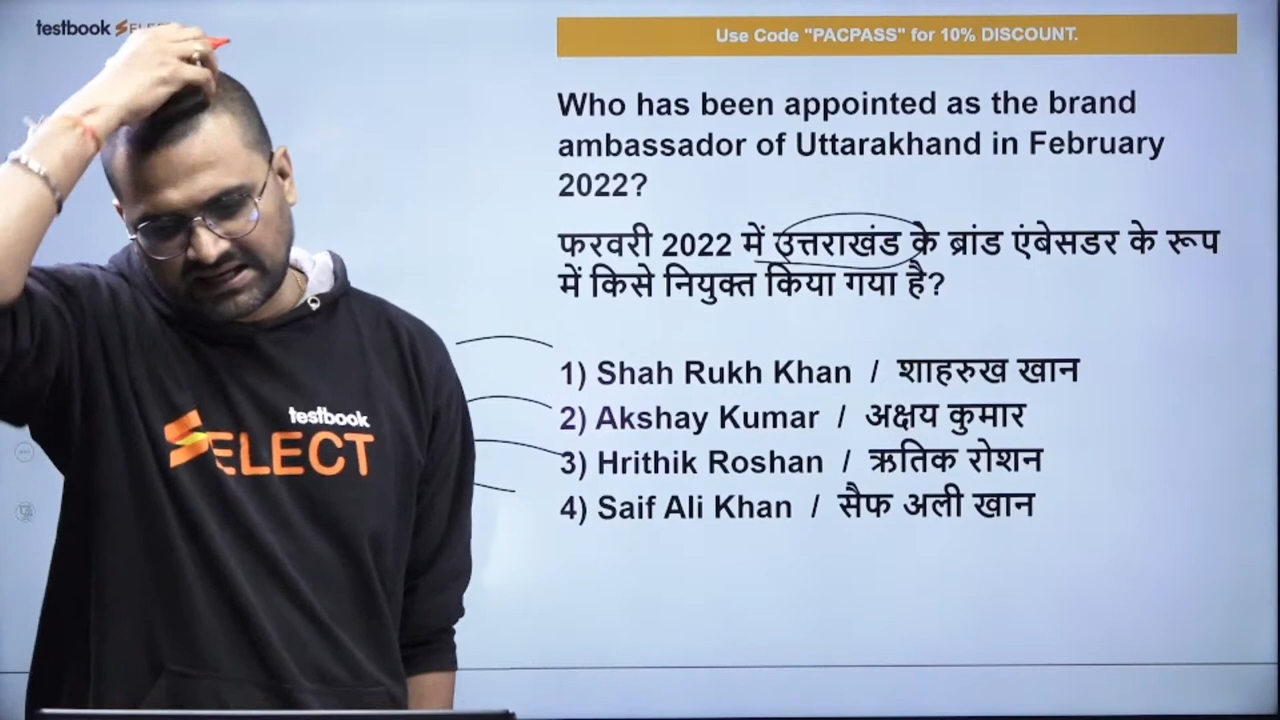 testbook SELECT
Use Code "PACPASS" for 10% DISCOUNT.
Who has been appointed as the brand
ambassador of Uttarakhand in February
2022?
फरवरी 2022 में उत्तराखंड के ब्रांड एंबेसडर के रूप
में किसे नियुक्त किया गया है?
1) Shah Rukh Khan / शाहरुख खान
2) Akshay Kumar / अक्षय कुमार
3) Hrithik Roshan / ऋतिक रोशन
4) Saif Ali Khan / सैफ अली खान
testbook
SELECT